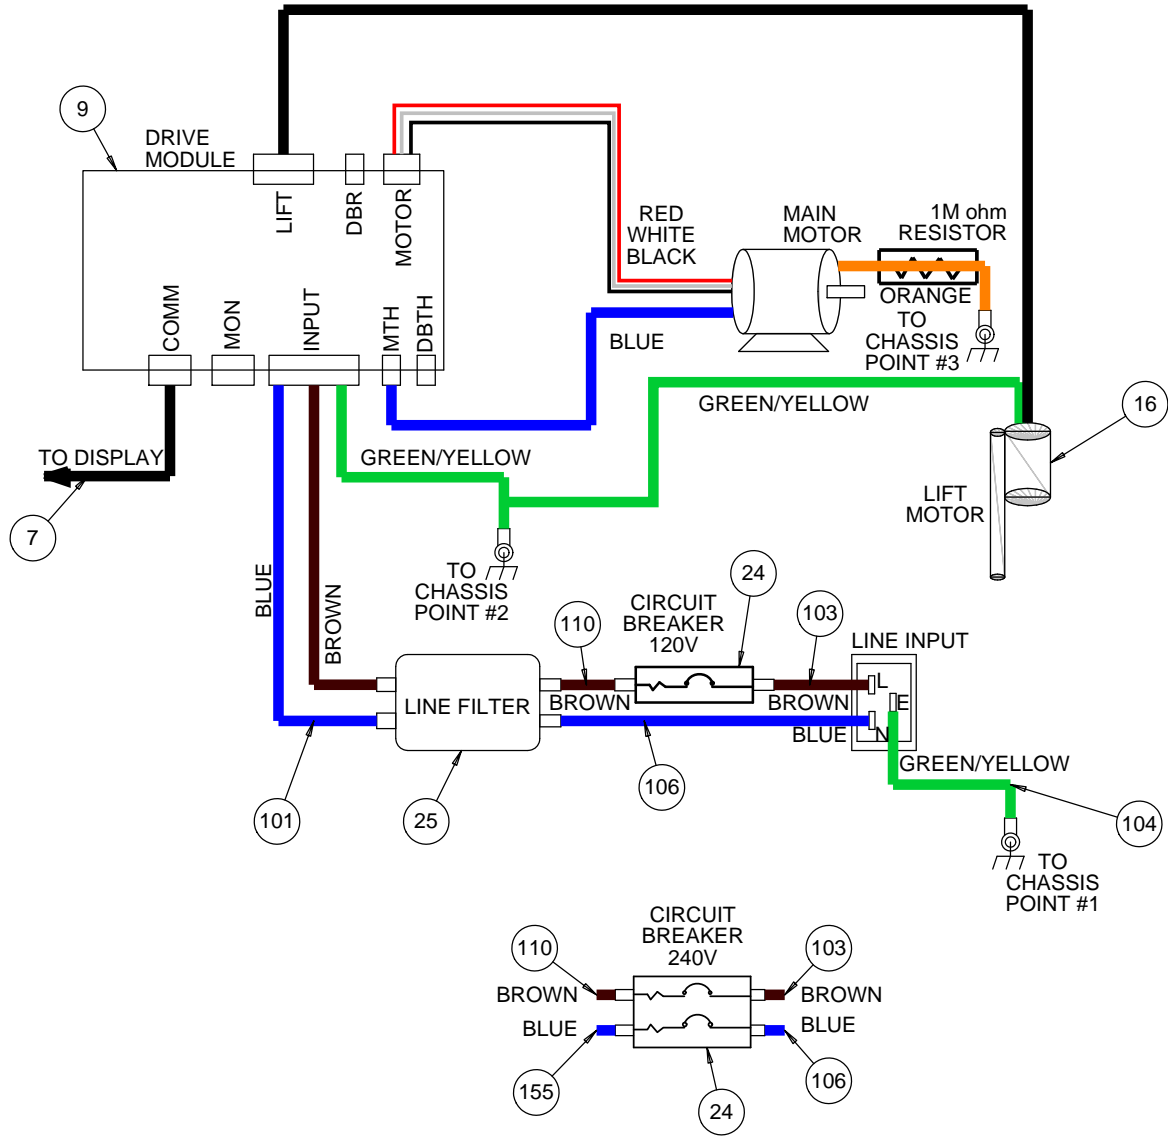 9
DRIVE
MODULE
LIFT
DBR
MOTOR
COMM
MON
INPUT
MTH
DBTH
RED
WHITE
BLACK
MAIN
MOTOR
1M ohm
RESISTOR
ORANGE
TO
CHASSIS
POINT #3
BLUE
GREEN/YELLOW
16
LIFT
MOTOR
TO DISPLAY
7
GREEN/YELLOW
TO
CHASSIS
POINT #2
BLUE
BROWN
24
CIRCUIT
BREAKER
120V
110
103
LINE INPUT
BROWN
BROWN
L
E
N
LINE FILTER
BLUE
GREEN/YELLOW
101
25
106
104
TO
CHASSIS
POINT #1
CIRCUIT
BREAKER
240V
110
103
BROWN
BROWN
BLUE
BLUE
155
24
106